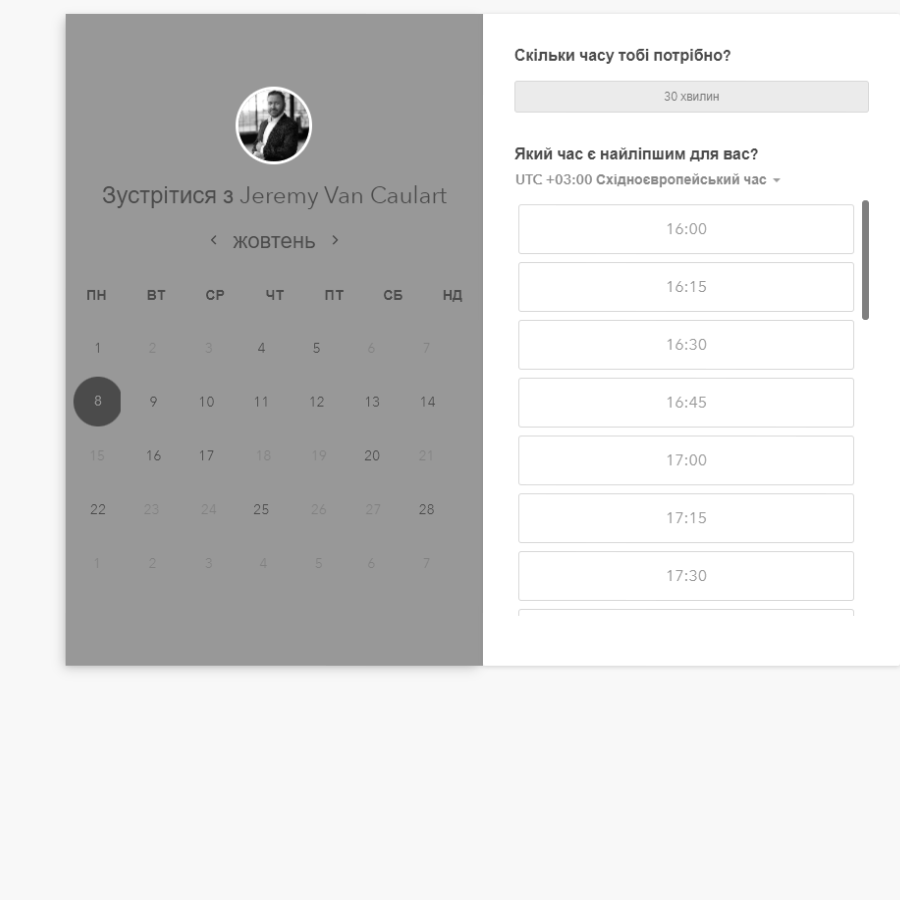 Зустрітися з Jeremy Van Caulart
жовтень
ПН ВТ СР ЧТ ПТ СБ НД
1 2 3 4 5 6 7
8 9 10 11 12 13 14
15 16 17 18 19 20 21
22 23 24 25 26 27 28
1 2 3 4 5 6 7
Скільки часу тобі потрібно?
30 хвилин
Який час є найліпшим для вас?
UTC +03:00 Східноєвропейський час
16:00
16:15
16:30
16:45
17:00
17:15
17:30